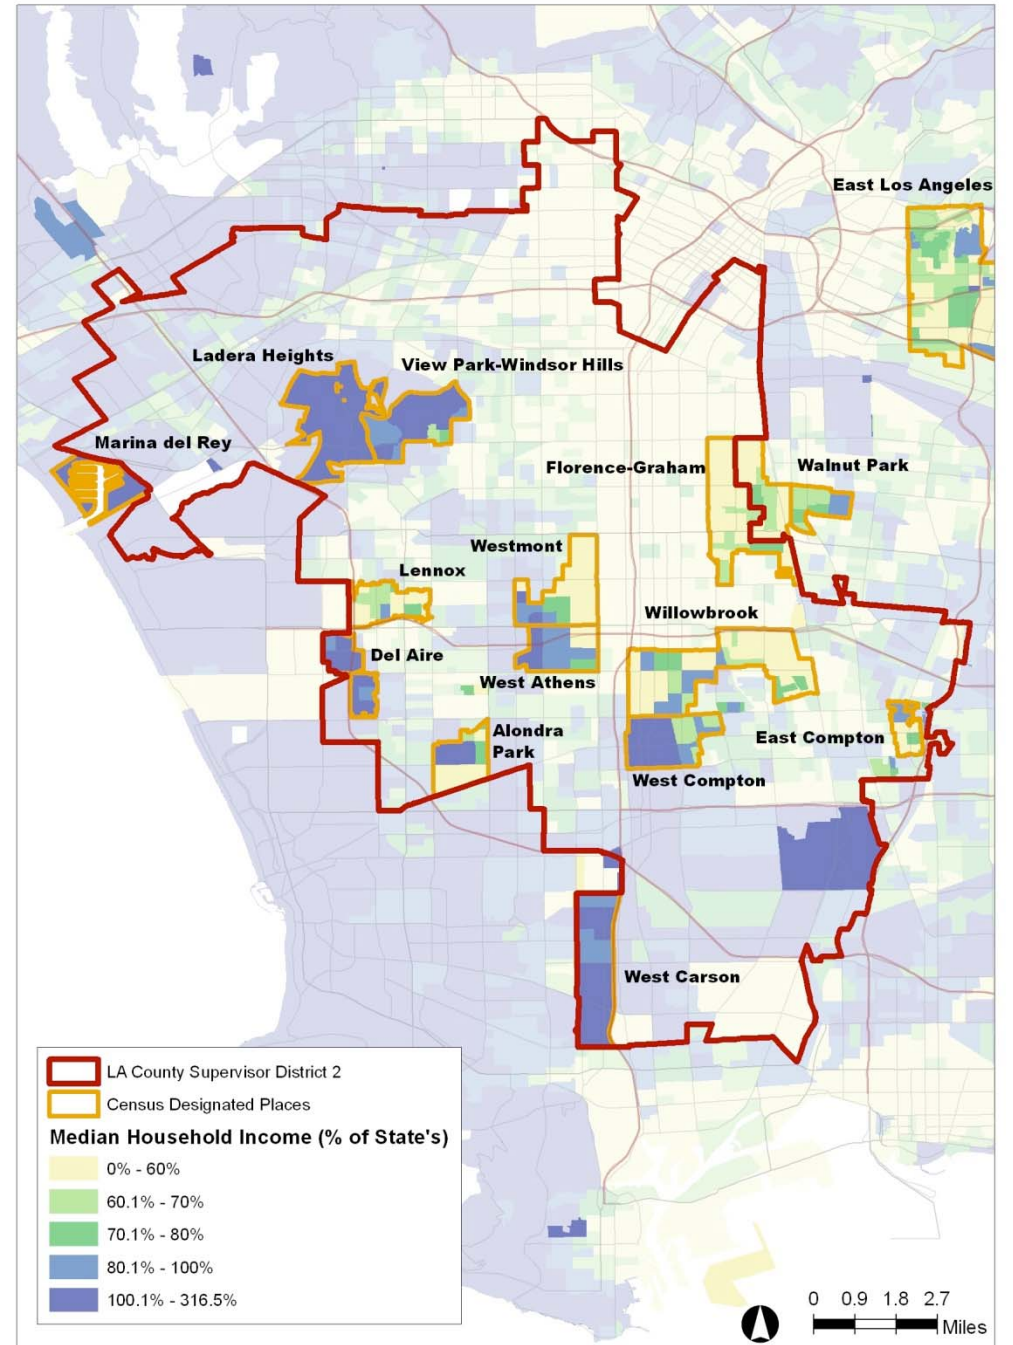 East Los Angeles
Ladera Heights
View Park-Windsor Hills
Marina del Rey
Florence-Graham
Walnut Park
Westmont
Lennox
Willowbrook
Del Aire
West Athens
Alondra
Park
East Compton
West Compton
West Carson
LA County Supervisor District 2
Census Designated Places
Median Household Income (% of State's)
0% - 60%
60.1% - 70%
70.1% - 80%
80.1% - 100%
100.1% - 316.5%
0 0.9 1.8 2.7
Miles